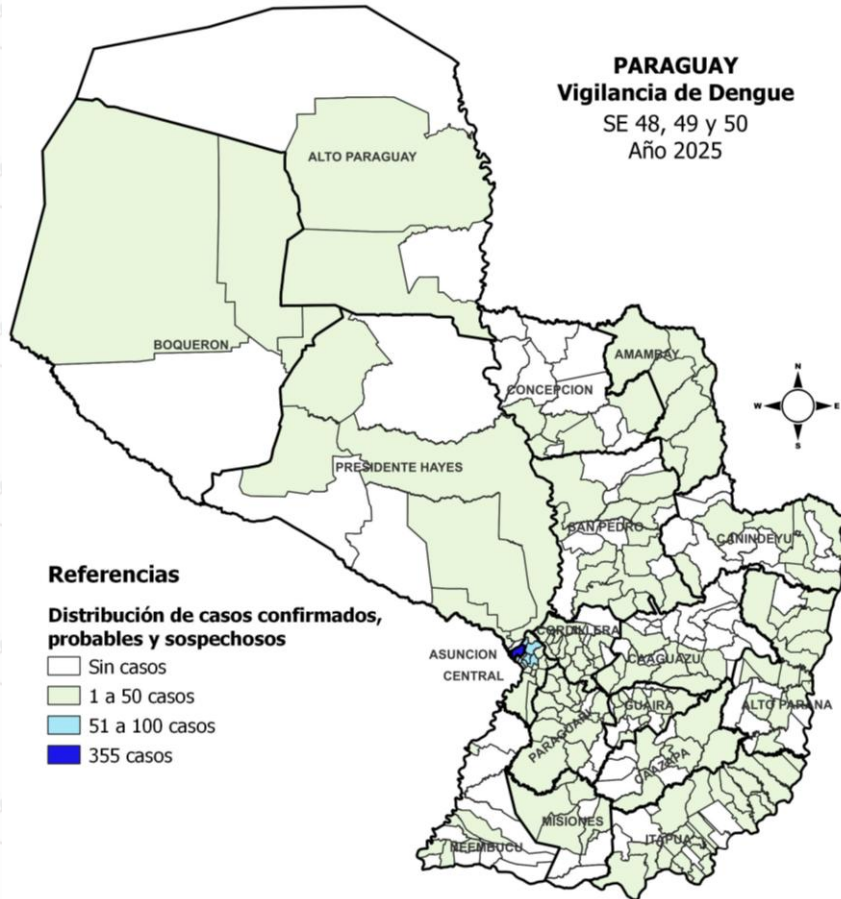 PARAGUAY
Vigilancia de Dengue
SE 48, 49 y 50
Año 2025
ALTO PARAGUAY
BOQUERON
AMAMBAY
CONCEPCION
N
W
E
S
PRESIDENTE HAYES
SAN PEDRO
CANINDEYU
Referencias
Distribución de casos confirmados,
probables y sospechosos
Sin casos
1 a 50 casos
51 a 100 casos
355 casos
CORDILLERA
ASUNCION
CENTRAL
CAAGUAZU
GUAIRA
ALTO PARANA
PARAGUARI
CAAZAPA
MISIONES
ITAPUA
ÑEEMBUCU